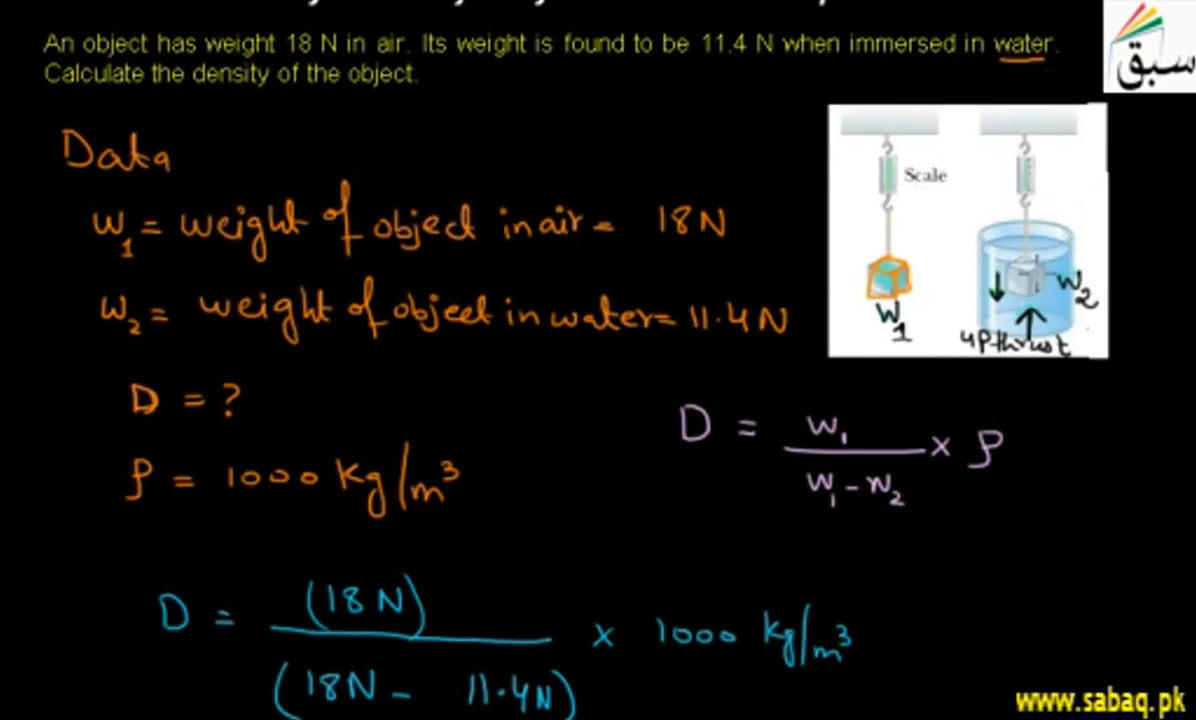 An object has weight 18 N in air. Its weight is found to be 11.4 N when immersed in water.
Calculate the density of the object.
سبق
Data
W₁ = weight of object in air = 18N
W₂ = weight of object in water = 11.4N
Scale
W₁
W₂
upthrust
D = ?
ρ = 1000 kg/m³
D = W₁ / (W₁ - W₂) × ρ
D = (18N) / (18N - 11.4N) × 1000 kg/m³
www.sabaq.pk